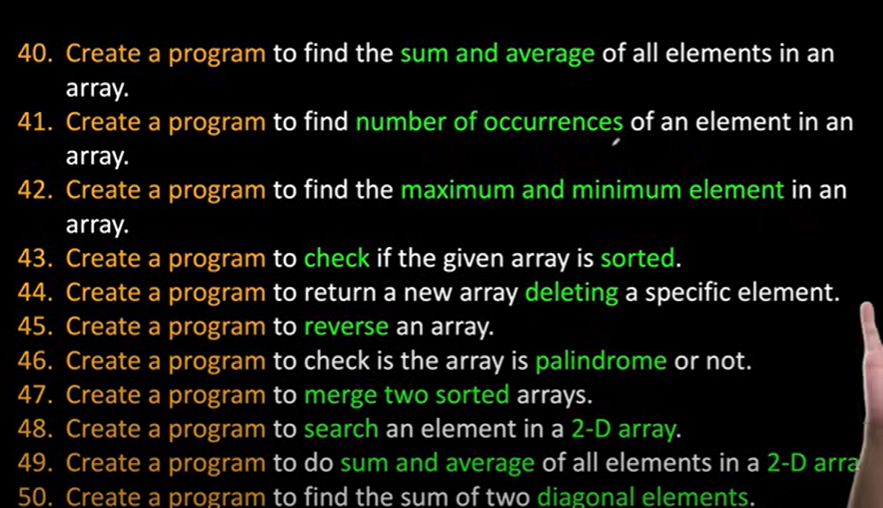 40. Create a program to find the sum and average of all elements in an
array.
41. Create a program to find number of occurrences of an element in an
array.
42. Create a program to find the maximum and minimum element in an
array.
43. Create a program to check if the given array is sorted.
44. Create a program to return a new array deleting a specific element.
45. Create a program to reverse an array.
46. Create a program to check is the array is palindrome or not.
47. Create a program to merge two sorted arrays.
48. Create a program to search an element in a 2-D array.
49. Create a program to do sum and average of all elements in a 2-D arra
50. Create a program to find the sum of two diagonal elements.